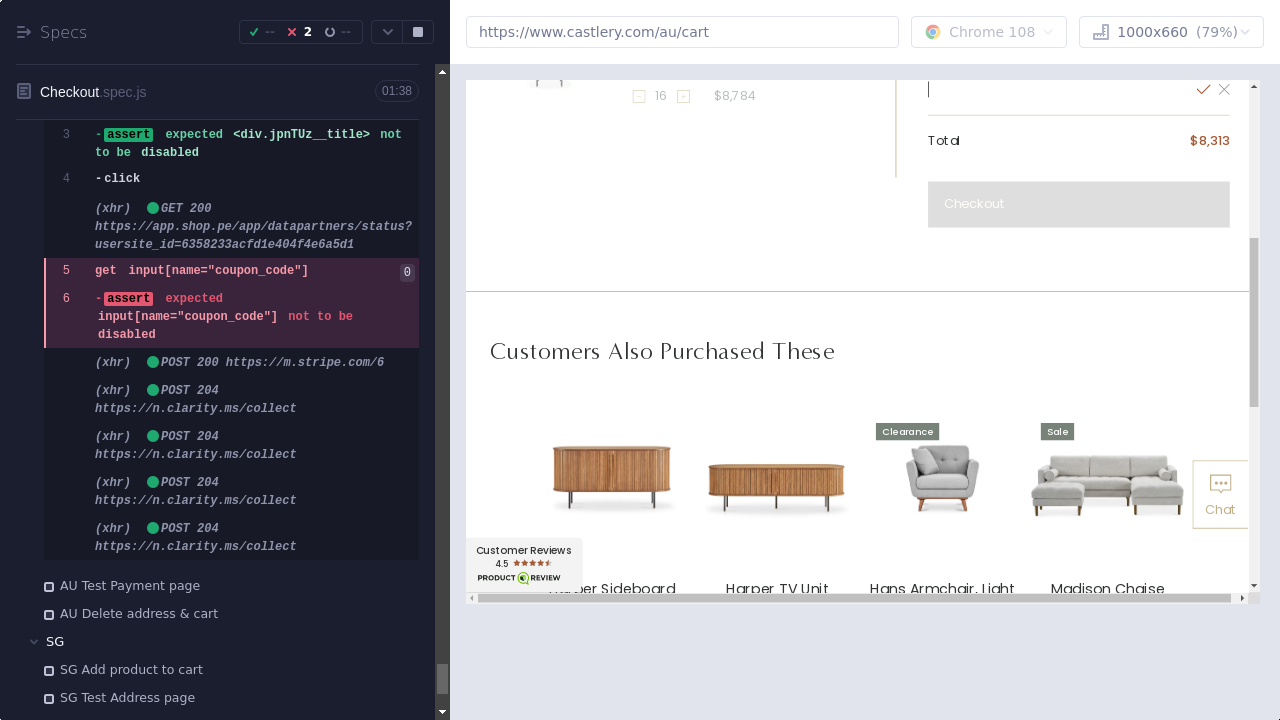 Specs
--
2
--
https://www.castlery.com/au/cart
Chrome 108
1000x660 (79%)
Checkout.spec.js
01:38
3 -assert expected <div.jpnTUz__title> not
to be disabled
4 -click
(xhr) GET 200
https://app.shop.pe/app/datapartners/status?
usersite_id=6358233acfd1e404f4e6a5d1
5 get input[name="coupon_code"]
0
6 -assert expected
input[name="coupon_code"] not to be
disabled
(xhr) POST 200 https://m.stripe.com/6
(xhr) POST 204
https://n.clarity.ms/collect
(xhr) POST 204
https://n.clarity.ms/collect
(xhr) POST 204
https://n.clarity.ms/collect
(xhr) POST 204
https://n.clarity.ms/collect
AU Test Payment page
AU Delete address & cart
SG
SG Add product to cart
SG Test Address page
- 16 + $8,784
Total $8,313
Checkout
Customers Also Purchased These
Clearance
Sale
Chat
Customer Reviews
4.5
PRODUCT REVIEW
Harper Sideboard
Harper TV Unit
Hans Armchair, Light
Madison Chaise